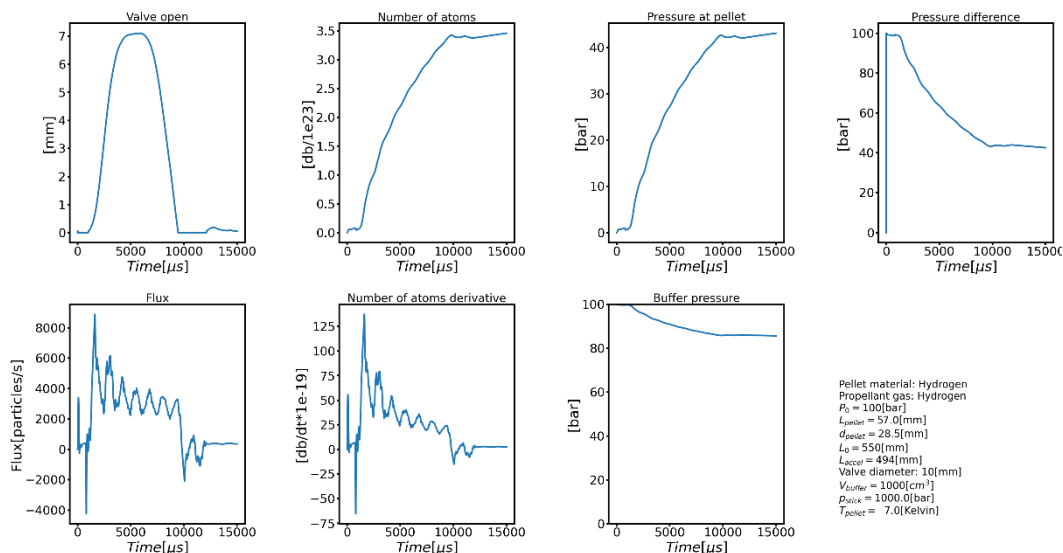 Valve open
Number of atoms
Pressure at pellet
Pressure difference
[mm]
7
6
5
4
3
2
1
0
0 5000 10000 15000
Time[μs]
[db/1e23]
3.5
3.0
2.5
2.0
1.5
1.0
0.5
0.0
0 5000 10000 15000
Time[μs]
[bar]
40
30
20
10
0
0 5000 10000 15000
Time[μs]
[bar]
100
80
60
40
20
0
0 5000 10000 15000
Time[μs]
Flux
Number of atoms derivative
Buffer pressure
Flux[particles/s]
8000
6000
4000
2000
0
−2000
−4000
0 5000 10000 15000
Time[μs]
[db/dt*1e-19]
125
100
75
50
25
0
−25
−50
−75
0 5000 10000 15000
Time[μs]
[bar]
100
80
60
40
20
0
0 5000 10000 15000
Time[μs]
Pellet material: Hydrogen
Propellant gas: Hydrogen
P₀ = 100[bar]
L_pellet = 57.0[mm]
d_pellet = 28.5[mm]
L₀ = 550[mm]
L_accel = 494[mm]
Valve diameter: 10[mm]
V_buffer = 1000[cm³]
p_stick = 1000.0[bar]
T_pellet = 7.0[Kelvin]